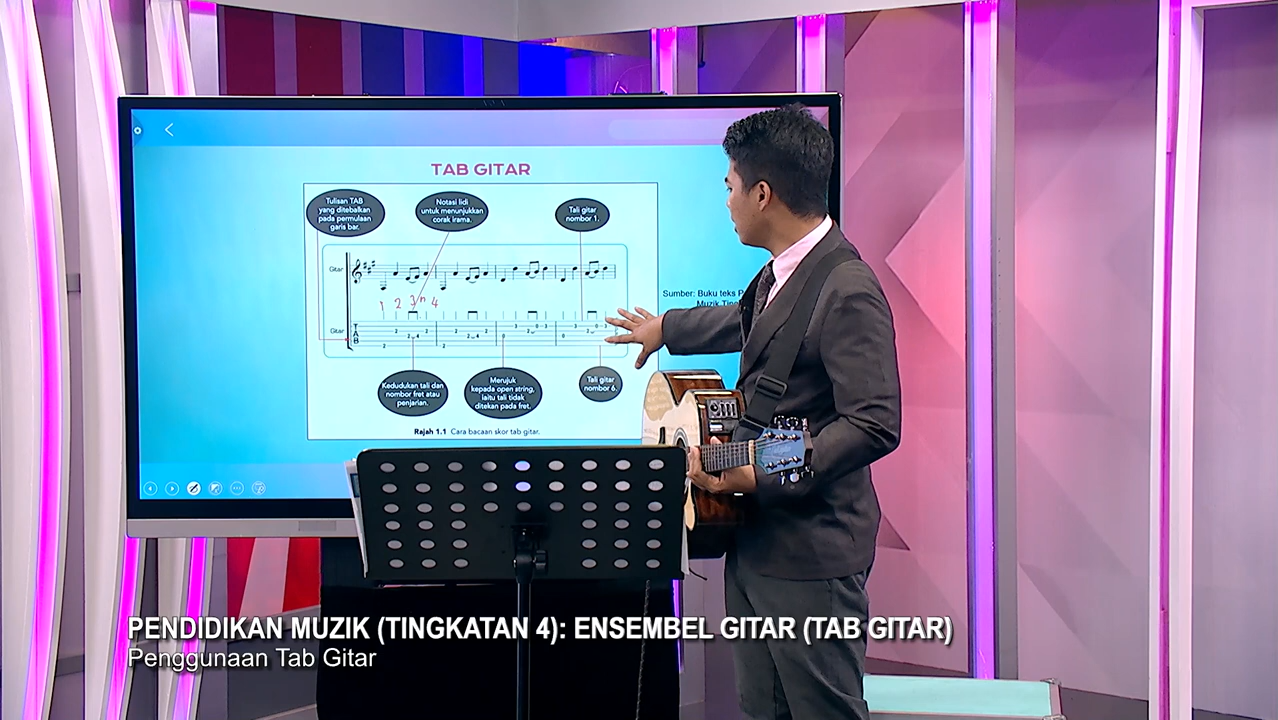 TAB GITAR
Tulisan TAB
yang ditebalkan
pada permulaan
garis bar.
Notasi lidi
untuk menunjukkan
corak irama.
Tali gitar
nombor 1.
Gitar
1 2 3 n 4
Gitar
TAB
Sumber: Buku teks P
Muzik Ting
Kedudukan tali dan
nombor fret atau
penjarian.
Merujuk
kepada open string,
iaitu tali tidak
ditekan pada fret.
Tali gitar
nombor 6.
Rajah 1.1 Cara bacaan skor tab gitar.
PENDIDIKAN MUZIK (TINGKATAN 4): ENSEMBEL GITAR (TAB GITAR)
Penggunaan Tab Gitar